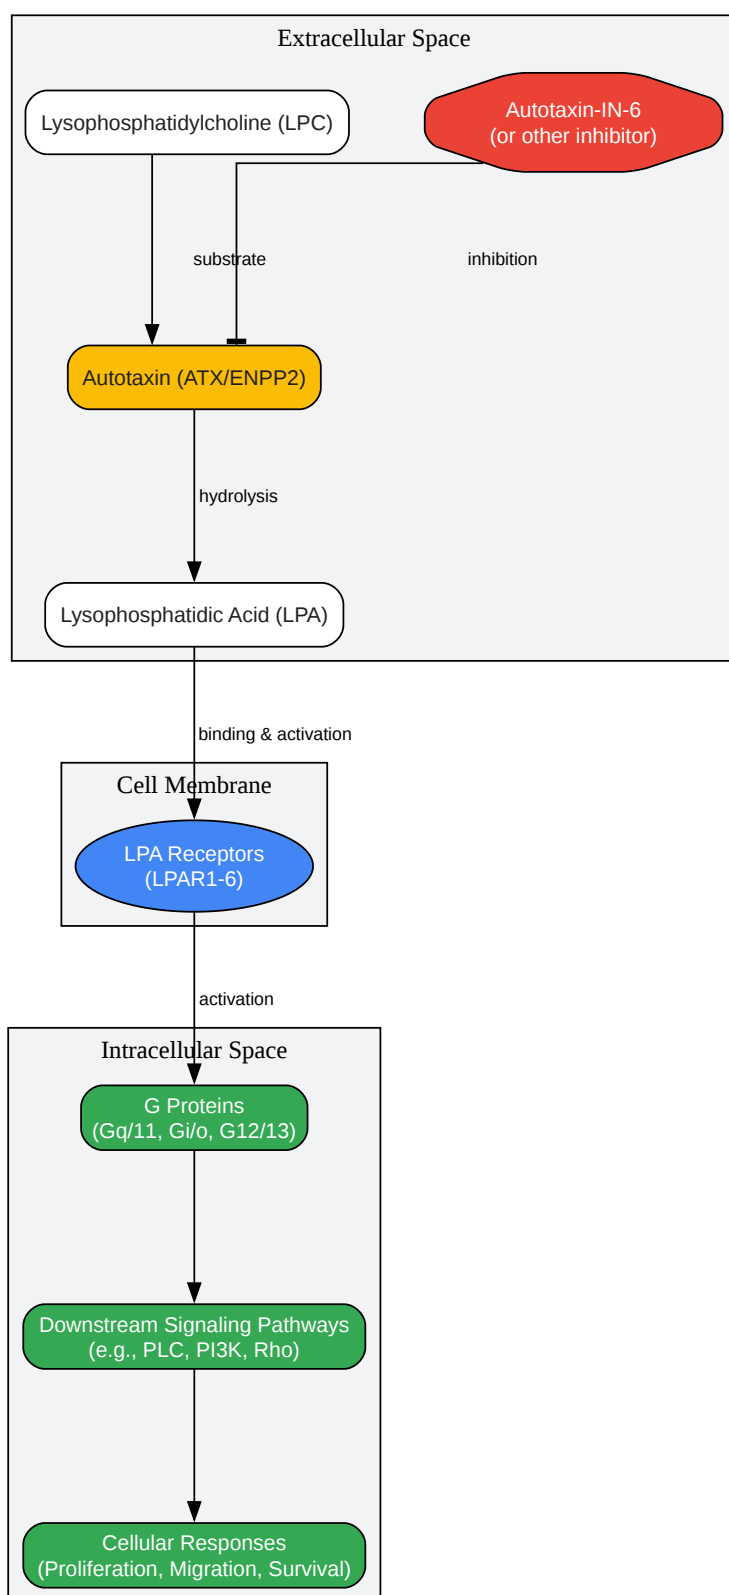 Extracellular Space
Lysophosphatidylcholine (LPC)
Autotaxin-IN-6
(or other inhibitor)
substrate
inhibition
Autotaxin (ATX/ENPP2)
hydrolysis
Lysophosphatidic Acid (LPA)
binding & activation
Cell Membrane
LPA Receptors
(LPAR1-6)
activation
Intracellular Space
G Proteins
(Gq/11, Gi/o, G12/13)
Downstream Signaling Pathways
(e.g., PLC, PI3K, Rho)
Cellular Responses
(Proliferation, Migration, Survival)